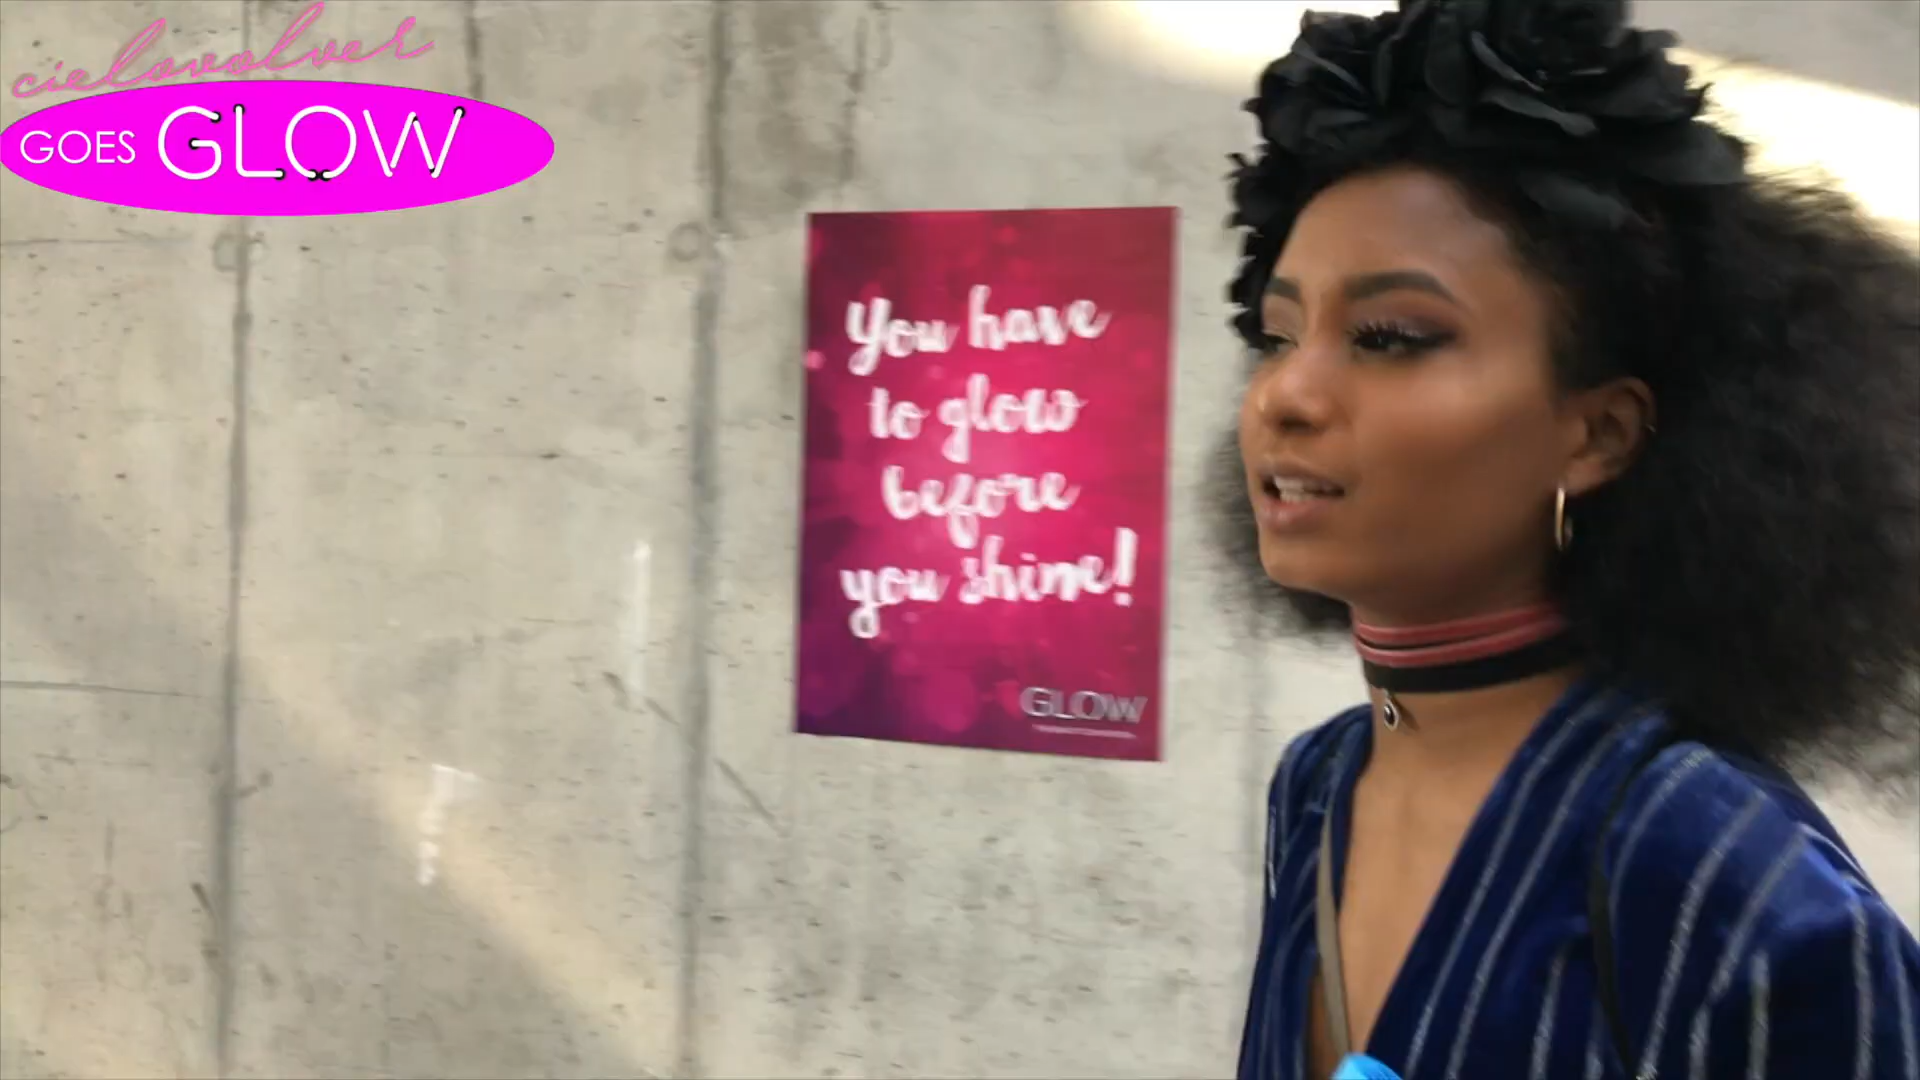 cielovolver
GOES GLOW
You have
to glow
before
you shine!
GLOW